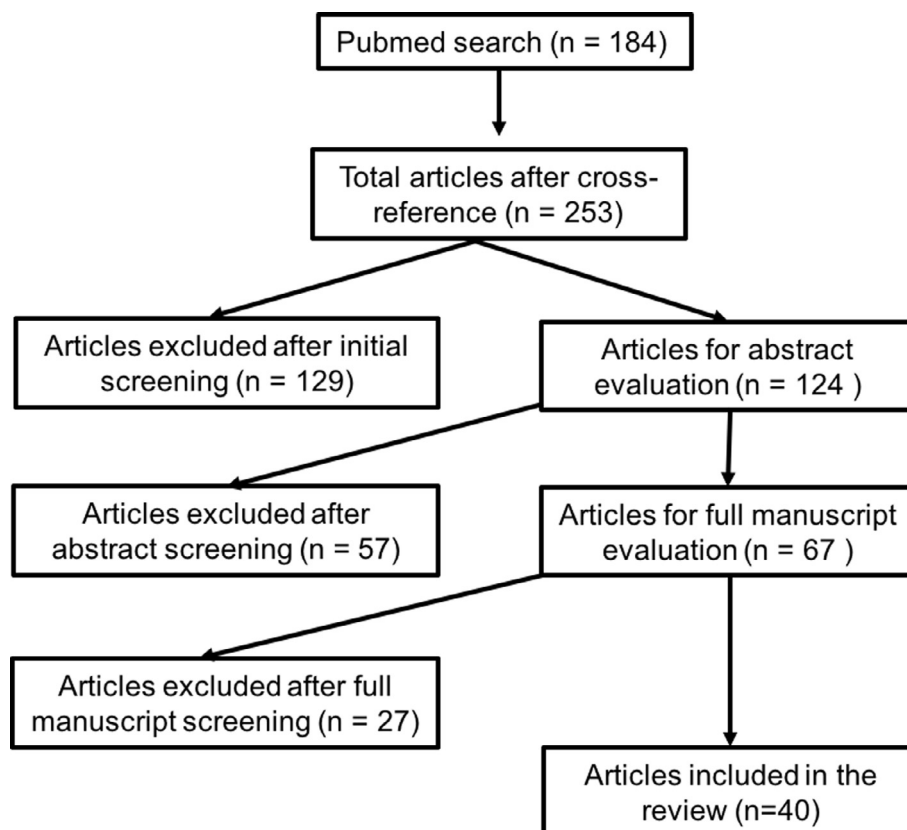 Pubmed search (n = 184)
Total articles after cross-
reference (n = 253)
Articles excluded after initial
screening (n = 129)
Articles for abstract
evaluation (n = 124 )
Articles excluded after
abstract screening (n = 57)
Articles for full manuscript
evaluation (n = 67 )
Articles excluded after full
manuscript screening (n = 27)
Articles included in the
review (n=40)